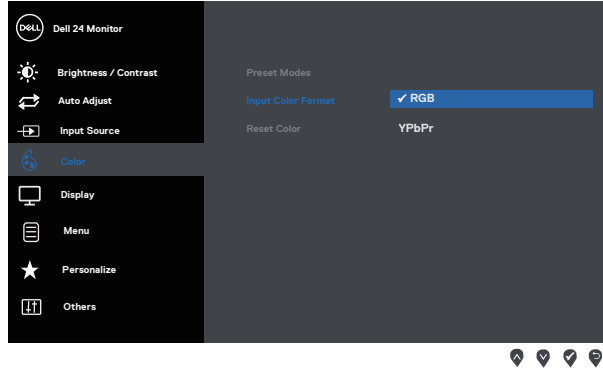 DELL
Dell 24 Monitor
Brightness / Contrast
Auto Adjust
Input Source
Color
Display
Menu
Personalize
Others
Preset Modes
Input Color Format
Reset Color
✔ RGB
YPbPr